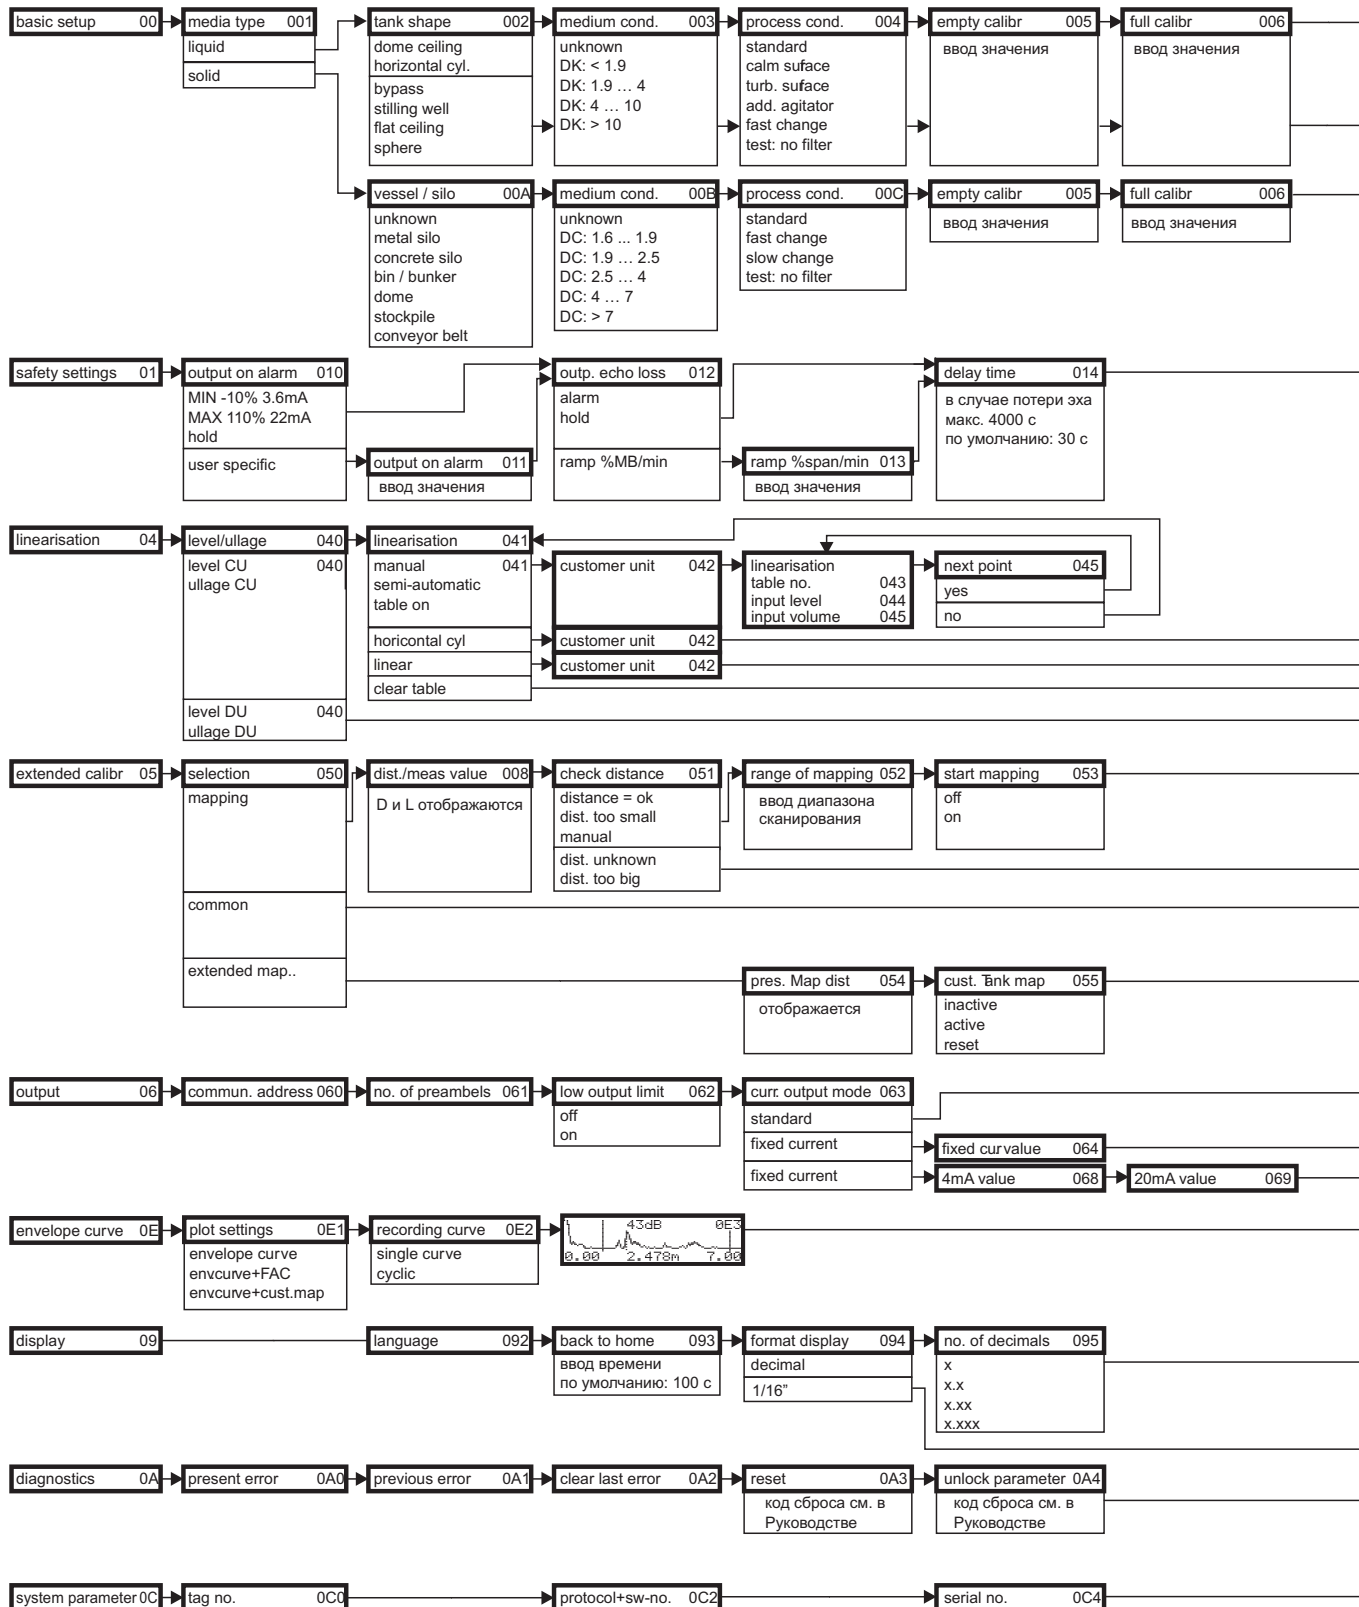 basic setup 00
media type 001
liquid
solid
tank shape 002
dome ceiling
horizontal cyl.
bypass
stilling well
flat ceiling
sphere
medium cond. 003
unknown
DK: < 1.9
DK: 1.9 … 4
DK: 4 … 10
DK: > 10
process cond. 004
standard
calm surface
turb. surface
add. agitator
fast change
test: no filter
empty calibr 005
ввод значения
full calibr 006
ввод значения
vessel / silo 00A
unknown
metal silo
concrete silo
bin / bunker
dome
stockpile
conveyor belt
medium cond. 00B
unknown
DC: 1.6 ... 1.9
DC: 1.9 … 2.5
DC: 2.5 … 4
DC: 4 … 7
DC: > 7
process cond. 00C
standard
fast change
slow change
test: no filter
empty calibr 005
ввод значения
full calibr 006
ввод значения
safety settings 01
output on alarm 010
MIN -10% 3.6mA
MAX 110% 22mA
hold
user specific
output on alarm 011
ввод значения
outp. echo loss 012
alarm
hold
ramp %MB/min
ramp %span/min 013
ввод значения
delay time 014
в случае потери эха
макс. 4000 с
по умолчанию: 30 с
linearisation 04
level/ullage 040
level CU 040
ullage CU
level DU 040
ullage DU
linearisation 041
manual 041
semi-automatic
table on
horicontal cyl
linear
clear table
customer unit 042
customer unit 042
customer unit 042
linearisation
table no. 043
input level 044
input volume 045
next point 045
yes
no
extended calibr 05
selection 050
mapping
common
extended map..
dist./meas value 008
D и L отображаются
check distance 051
distance = ok
dist. too small
manual
dist. unknown
dist. too big
range of mapping 052
ввод диапазона
сканирования
start mapping 053
off
on
pres. Map dist 054
отображается
cust. Tank map 055
inactive
active
reset
output 06
commun. address 060
no. of preambels 061
low output limit 062
off
on
curr. output mode 063
standard
fixed current
fixed current
fixed cur.value 064
4mA value 068
20mA value 069
envelope curve 0E
plot settings 0E1
envelope curve
env.curve+FAC
env.curve+cust.map
recording curve 0E2
single curve
cyclic
43dB 0E3
0.00 2.478m 7.00
display 09
language 092
back to home 093
ввод времени
по умолчанию: 100 с
format display 094
decimal
1/16"
no. of decimals 095
x
x.x
x.xx
x.xxx
diagnostics 0A
present error 0A0
previous error 0A1
clear last error 0A2
reset 0A3
код сброса см. в
Руководстве
unlock parameter 0A4
код сброса см. в
Руководстве
system parameter 0C
tag no. 0C0
protocol+sw-no. 0C2
serial no. 0C4